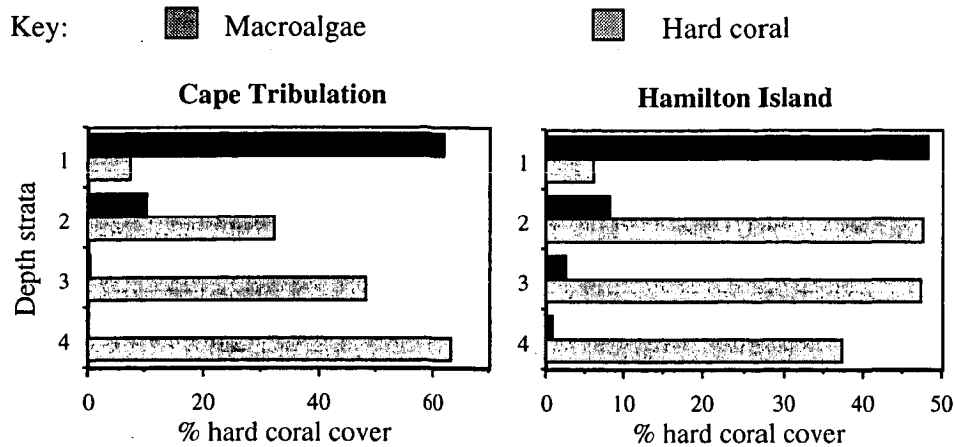 Key: Macroalgae Hard coral
Cape Tribulation
Depth strata
1
2
3
4
0 20 40 60
% hard coral cover
Hamilton Island
1
2
3
4
0 10 20 30 40 50
% hard coral cover